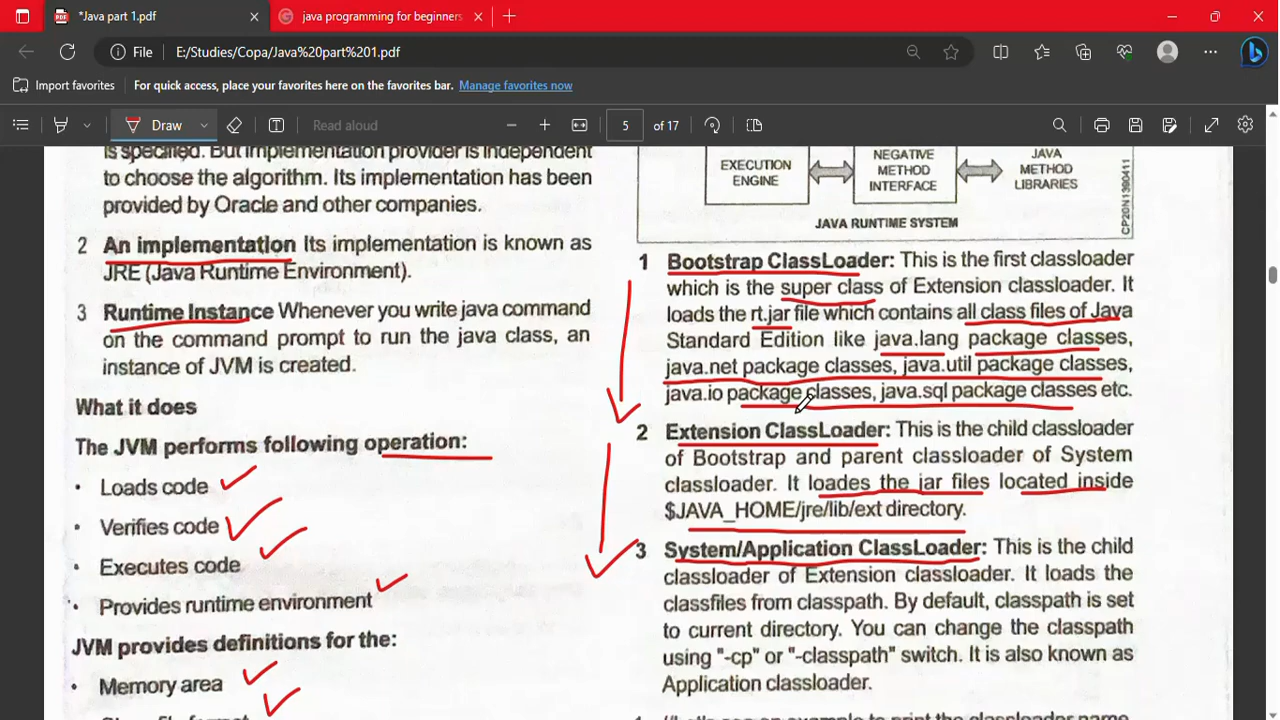 *Java part 1.pdf
java programming for beginners
File
E:/Studies/Copa/Java%20part%201.pdf
Import favorites
For quick access, place your favorites here on the favorites bar.
Manage favorites now
Draw
Read aloud
5
of 17
is specified. But implementation provider is independent
to choose the algorithm. Its implementation has been
provided by Oracle and other companies.
2 An implementation Its implementation is known as
JRE (Java Runtime Environment).
3 Runtime Instance Whenever you write java command
on the command prompt to run the java class, an
instance of JVM is created.
What it does
The JVM performs following operation:
• Loads code
• Verifies code
• Executes code
• Provides runtime environment
JVM provides definitions for the:
• Memory area
EXECUTION
ENGINE
NEGATIVE
METHOD
INTERFACE
JAVA
METHOD
LIBRARIES
JAVA RUNTIME SYSTEM
CP20N1390411
1 Bootstrap ClassLoader: This is the first classloader
which is the super class of Extension classloader. It
loads the rt.jar file which contains all class files of Java
Standard Edition like java.lang package classes,
java.net package classes, java.util package classes,
java.io package classes, java.sql package classes etc.
2 Extension ClassLoader: This is the child classloader
of Bootstrap and parent classloader of System
classloader. It loades the jar files located inside
$JAVA_HOME/jre/lib/ext directory.
3 System/Application ClassLoader: This is the child
classloader of Extension classloader. It loads the
classfiles from classpath. By default, classpath is set
to current directory. You can change the classpath
using "-cp" or "-classpath" switch. It is also known as
Application classloader.